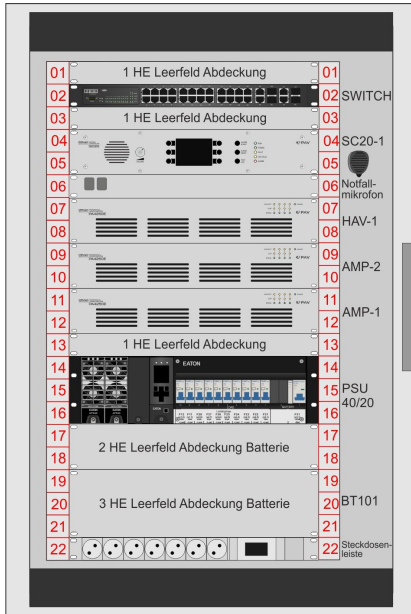 01 1 HE Leerfeld Abdeckung 01
02 02 SWITCH
03 1 HE Leerfeld Abdeckung 03
04 04 SC20-1
05 05
06 06 Notfall-
mikrofon
07 07
08 08 HAV-1
09 09
10 10 AMP-2
11 11
12 12 AMP-1
13 1 HE Leerfeld Abdeckung 13
14 EATON 14
15 15 PSU
40/20
16 16
17 2 HE Leerfeld Abdeckung Batterie 17
18 18
19 19
20 3 HE Leerfeld Abdeckung Batterie 20 BT101
21 21
22 22 Steckdosen-
leiste